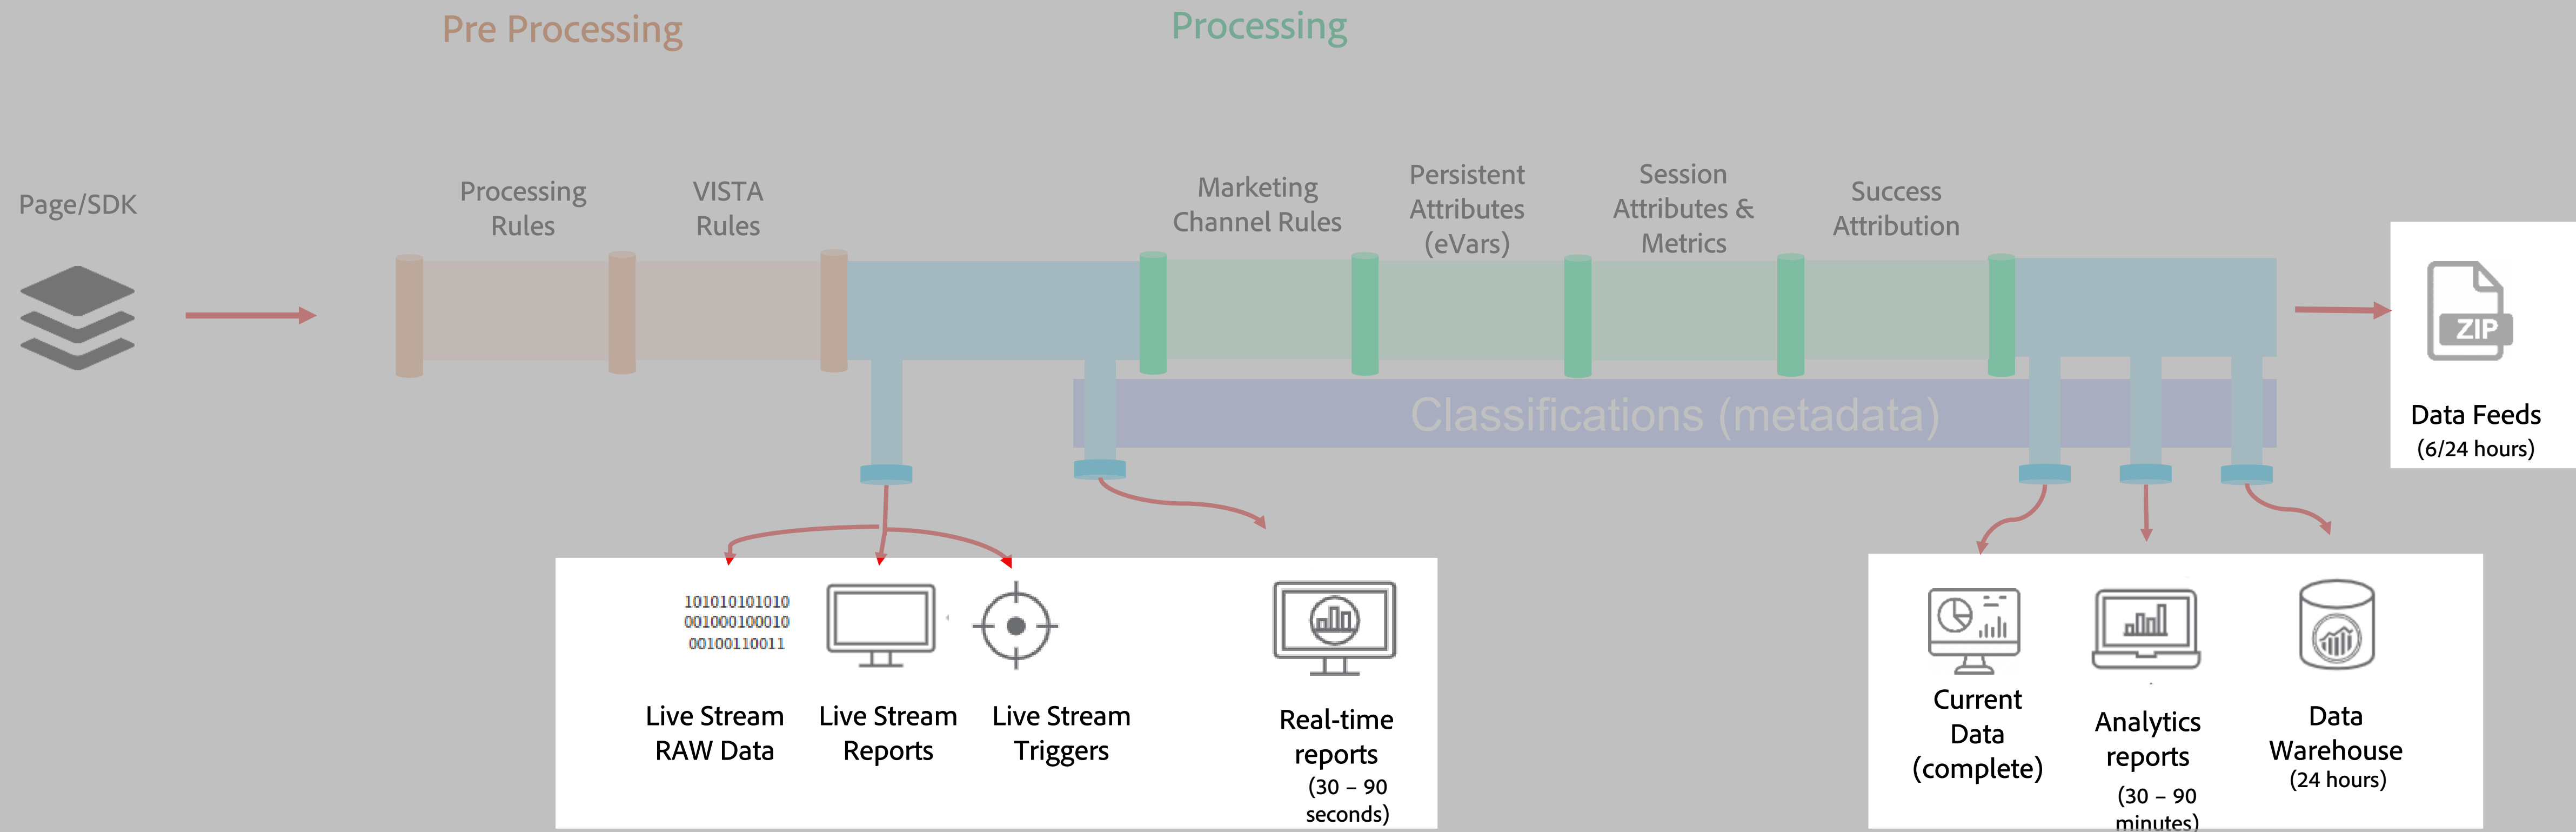 Pre Processing
Processing
Page/SDK
Processing
Rules
VISTA
Rules
Marketing
Channel Rules
Persistent
Attributes
(eVars)
Session
Attributes &
Metrics
Success
Attribution
Classifications (metadata)
ZIP
Data Feeds
(6/24 hours)
101010101010
001000100010
00100110011
Live Stream
RAW Data
Live Stream
Reports
Live Stream
Triggers
Real-time
reports
(30 – 90
seconds)
Current
Data
(complete)
Analytics
reports
(30 – 90
minutes)
Data
Warehouse
(24 hours)